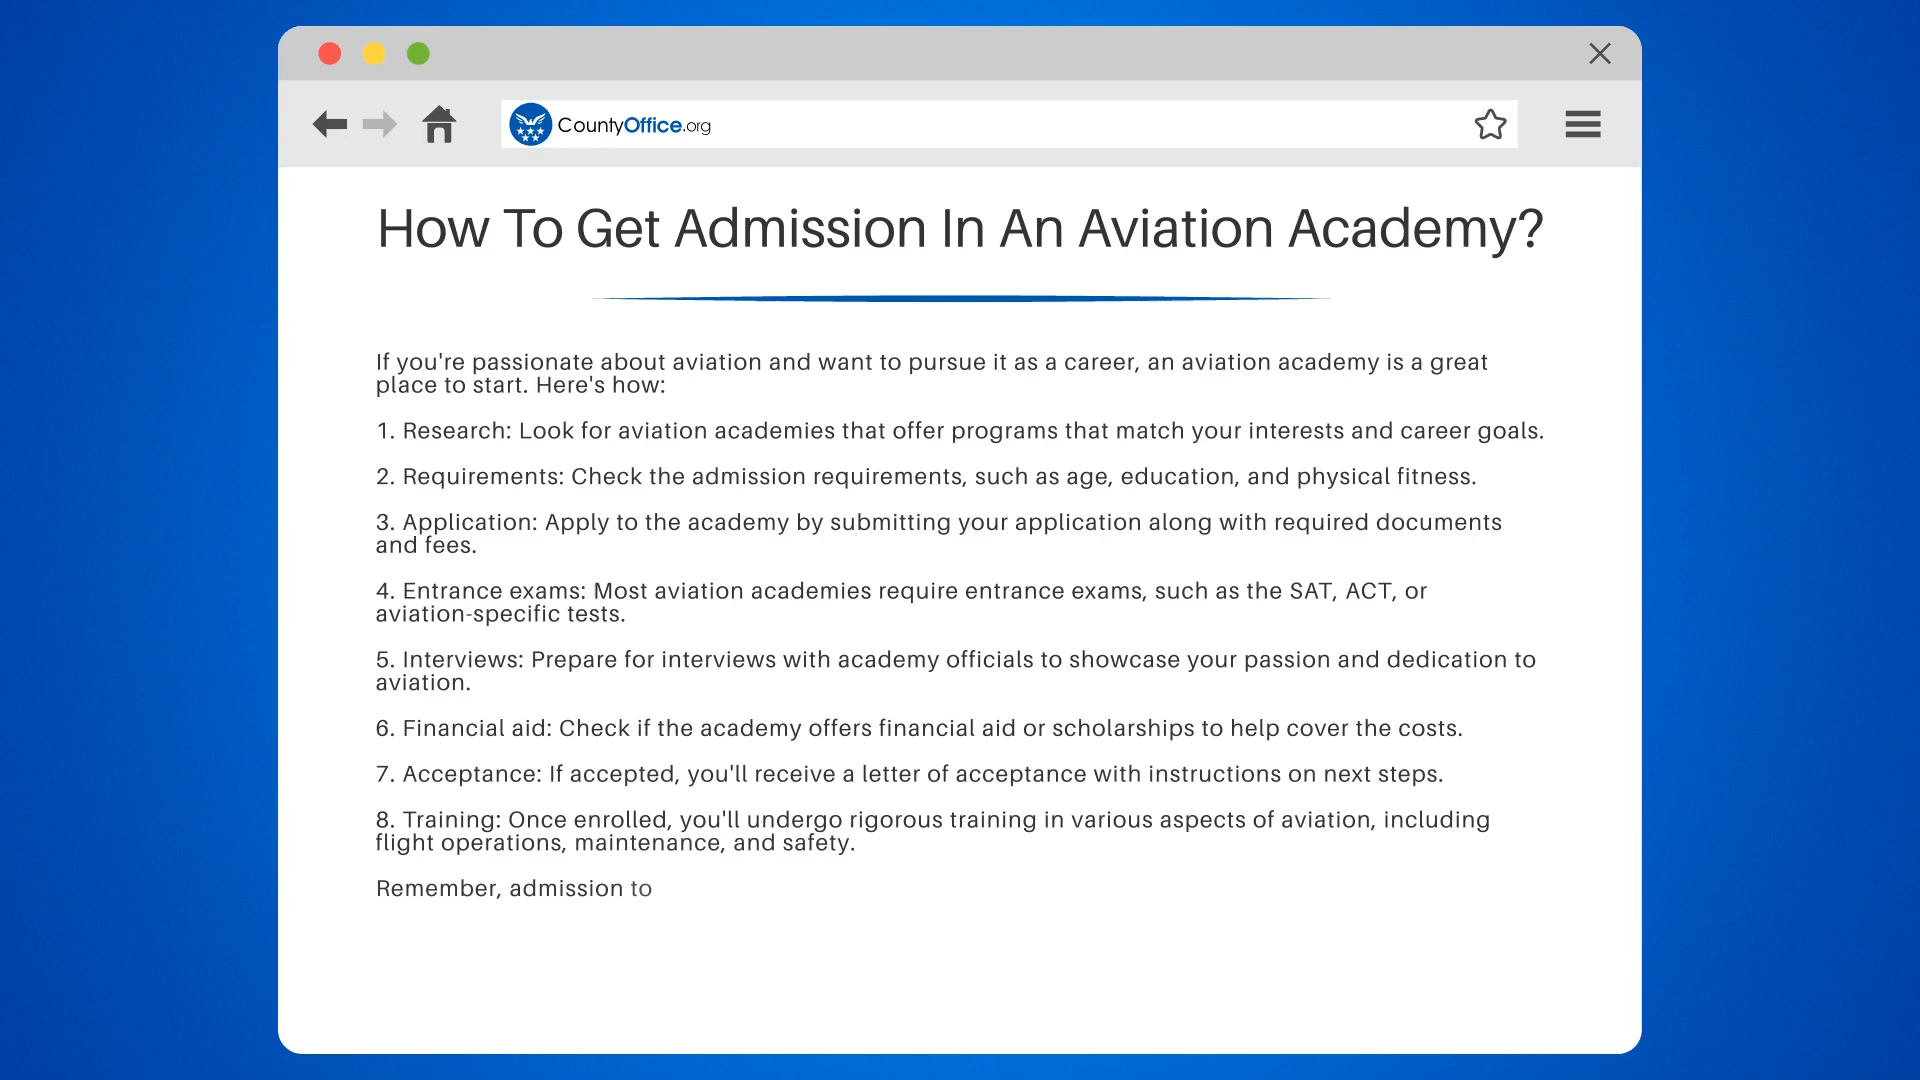 CountyOffice.org
How To Get Admission In An Aviation Academy?
If you're passionate about aviation and want to pursue it as a career, an aviation academy is a great
place to start. Here's how:
1. Research: Look for aviation academies that offer programs that match your interests and career goals.
2. Requirements: Check the admission requirements, such as age, education, and physical fitness.
3. Application: Apply to the academy by submitting your application along with required documents
and fees.
4. Entrance exams: Most aviation academies require entrance exams, such as the SAT, ACT, or
aviation-specific tests.
5. Interviews: Prepare for interviews with academy officials to showcase your passion and dedication to
aviation.
6. Financial aid: Check if the academy offers financial aid or scholarships to help cover the costs.
7. Acceptance: If accepted, you'll receive a letter of acceptance with instructions on next steps.
8. Training: Once enrolled, you'll undergo rigorous training in various aspects of aviation, including
flight operations, maintenance, and safety.
Remember, admission to